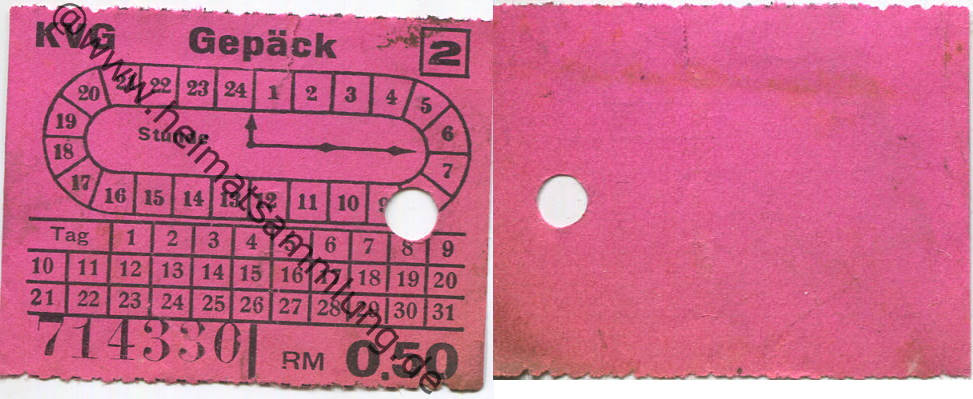 KVG Gepäck 2
21 22 23 24 1 2 3 4 5
20 6
19 Stunde 7
18
17 16 15 14 13 12 11 10 9
Tag 1 2 3 4 5 6 7 8 9
10 11 12 13 14 15 16 17 18 19 20
21 22 23 24 25 26 27 28 29 30 31
714330 RM 0.50
@www.heimatsammlung.de